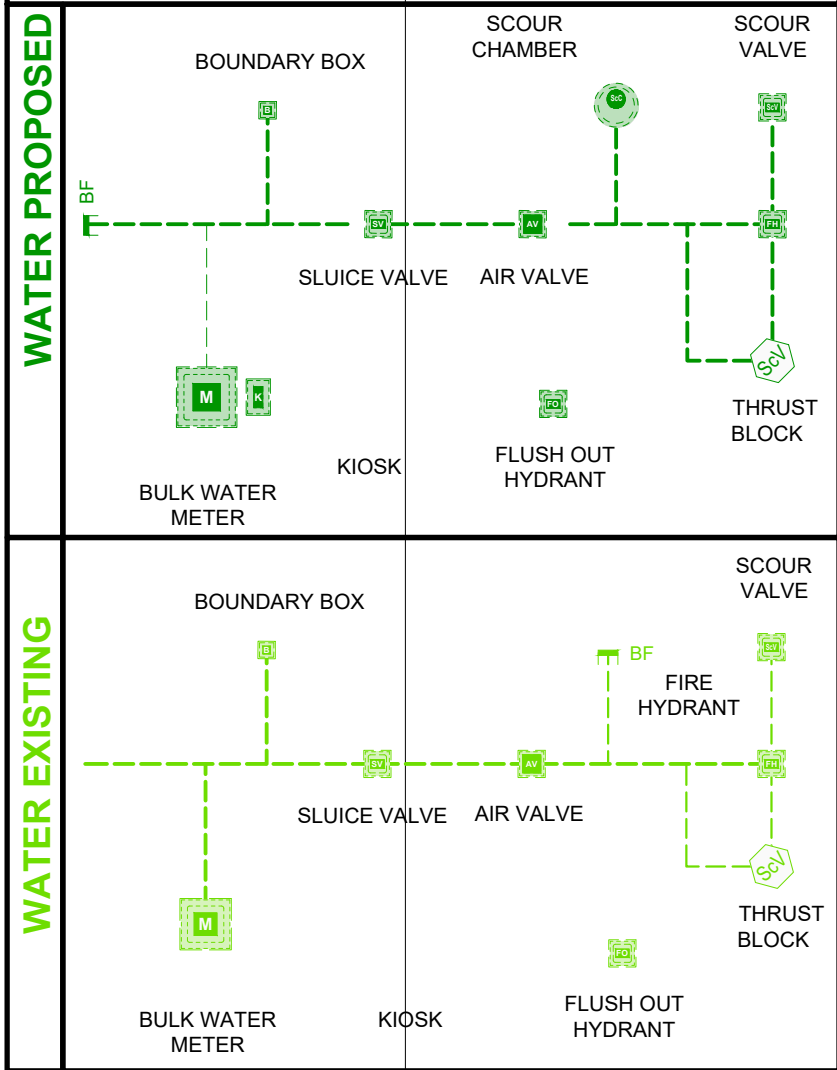 WATER PROPOSED
SCOUR
CHAMBER
SCOUR
VALVE
BOUNDARY BOX
B
ScC
ScV
BF
SV
AV
FH
SLUICE VALVE
AIR VALVE
ScV
M
K
FO
THRUST
BLOCK
KIOSK
FLUSH OUT
HYDRANT
BULK WATER
METER
WATER EXISTING
SCOUR
VALVE
BOUNDARY BOX
B
BF
ScV
FIRE
HYDRANT
SV
AV
FH
SLUICE VALVE
AIR VALVE
ScV
M
THRUST
BLOCK
FO
BULK WATER
METER
KIOSK
FLUSH OUT
HYDRANT